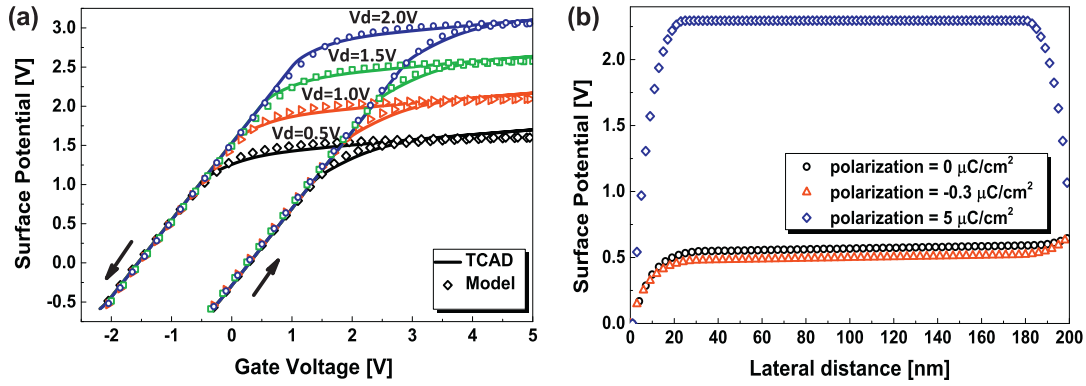 (a)
Surface Potential [V]
3.0
2.5
2.0
1.5
1.0
0.5
0.0
-0.5
Vd=2.0V
Vd=1.5V
Vd=1.0V
Vd=0.5V
TCAD
Model
-2 -1 0 1 2 3 4 5
Gate Voltage [V]
(b)
Surface Potential [V]
2.0
1.5
1.0
0.5
0.0
polarization = 0 μC/cm²
polarization = -0.3 μC/cm²
polarization = 5 μC/cm²
0 20 40 60 80 100 120 140 160 180 200
Lateral distance [nm]